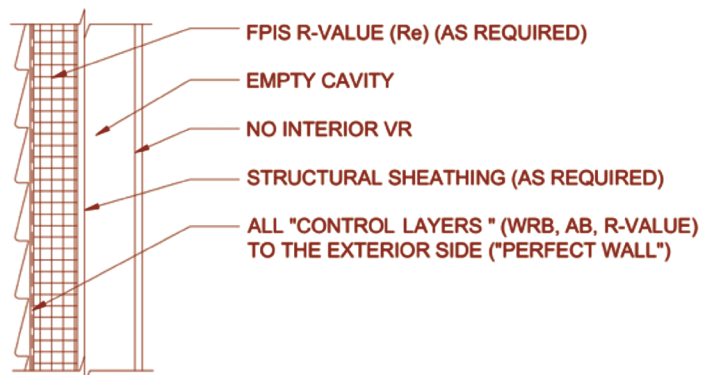 FPIS R-VALUE (Re) (AS REQUIRED)
EMPTY CAVITY
NO INTERIOR VR
STRUCTURAL SHEATHING (AS REQUIRED)
ALL "CONTROL LAYERS " (WRB, AB, R-VALUE)
TO THE EXTERIOR SIDE ("PERFECT WALL")